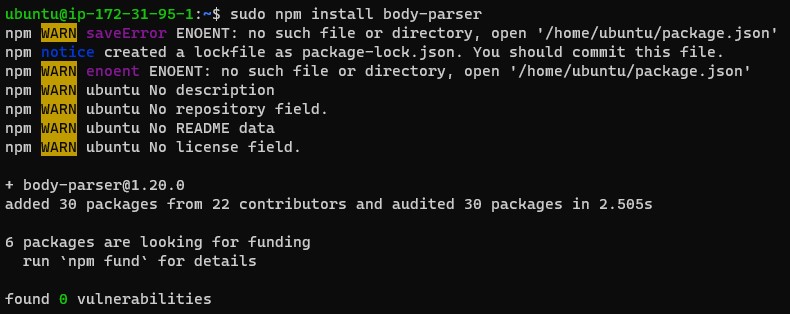 ubuntu@ip-172-31-95-1:~$ sudo npm install body-parser
npm WARN saveError ENOENT: no such file or directory, open '/home/ubuntu/package.json'
npm notice created a lockfile as package-lock.json. You should commit this file.
npm WARN enoent ENOENT: no such file or directory, open '/home/ubuntu/package.json'
npm WARN ubuntu No description
npm WARN ubuntu No repository field.
npm WARN ubuntu No README data
npm WARN ubuntu No license field.

+ body-parser@1.20.0
added 30 packages from 22 contributors and audited 30 packages in 2.505s

6 packages are looking for funding
  run `npm fund` for details

found 0 vulnerabilities